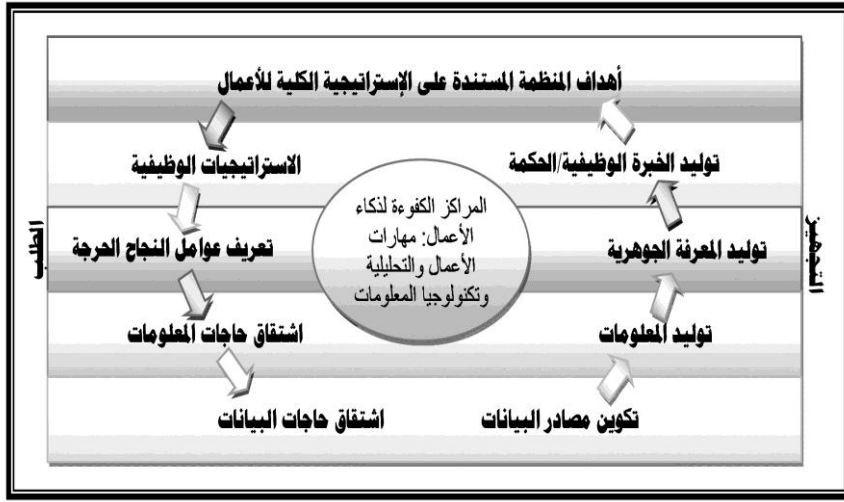 أهداف المنظمة المستندة على الإستراتيجية الكلية للأعمال
توليد الخبرة الوظيفية/الحكمة
الاستراتيجيات الوظيفية
المراكز الكفوءة لذكاء
الأعمال: مهارات
الأعمال والتحليلية
وتكنولوجيا المعلومات
التجهيز
توليد المعرفة الجوهرية
تعريف عوامل النجاح الحرجة
الطلب
توليد المعلومات
اشتقاق حاجات المعلومات
تكوين مصادر البيانات
اشتقاق حاجات البيانات